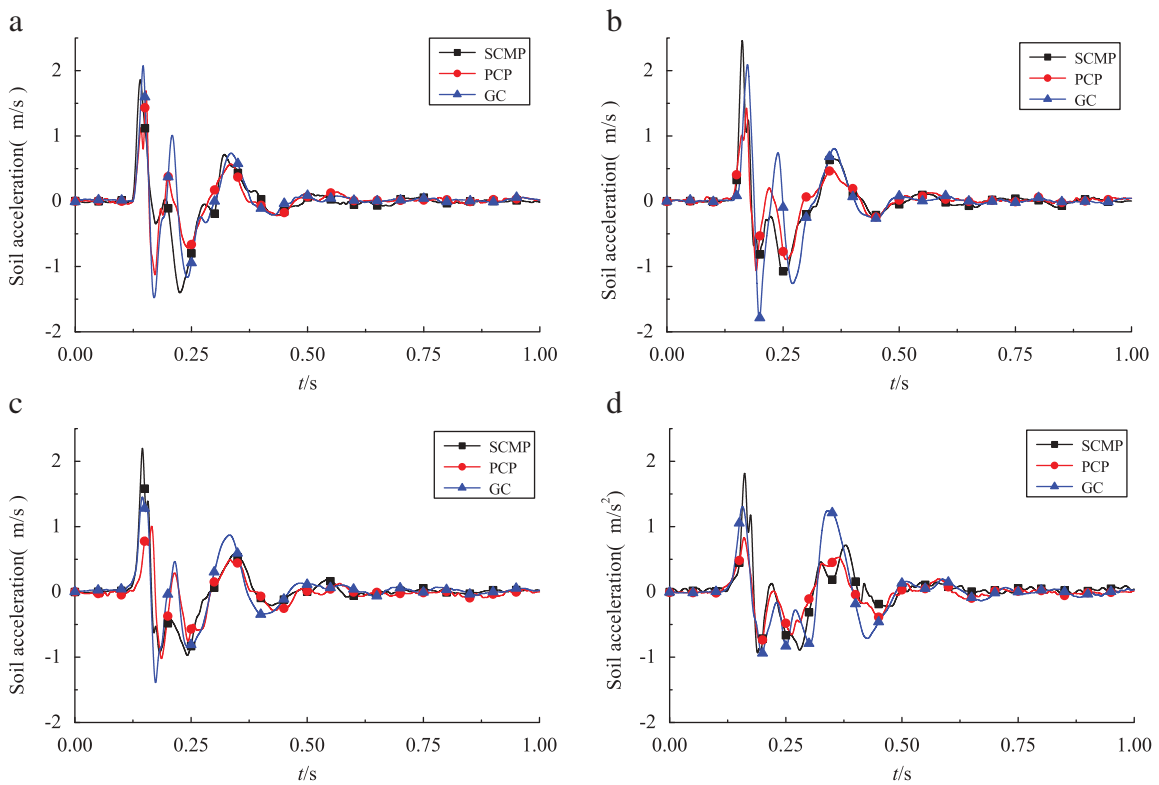 a
Soil acceleration( m/s)
2
1
0
-1
-2
0.00 0.25 0.50 0.75 1.00
t/s
SCMP
PCP
GC
b
Soil acceleration( m/s)
2
1
0
-1
-2
0.00 0.25 0.50 0.75 1.00
t/s
SCMP
PCP
GC
c
Soil acceleration( m/s)
2
1
0
-1
-2
0.00 0.25 0.50 0.75 1.00
t/s
SCMP
PCP
GC
d
Soil acceleration( m/s²)
2
1
0
-1
-2
0.00 0.25 0.50 0.75 1.00
t/s
SCMP
PCP
GC